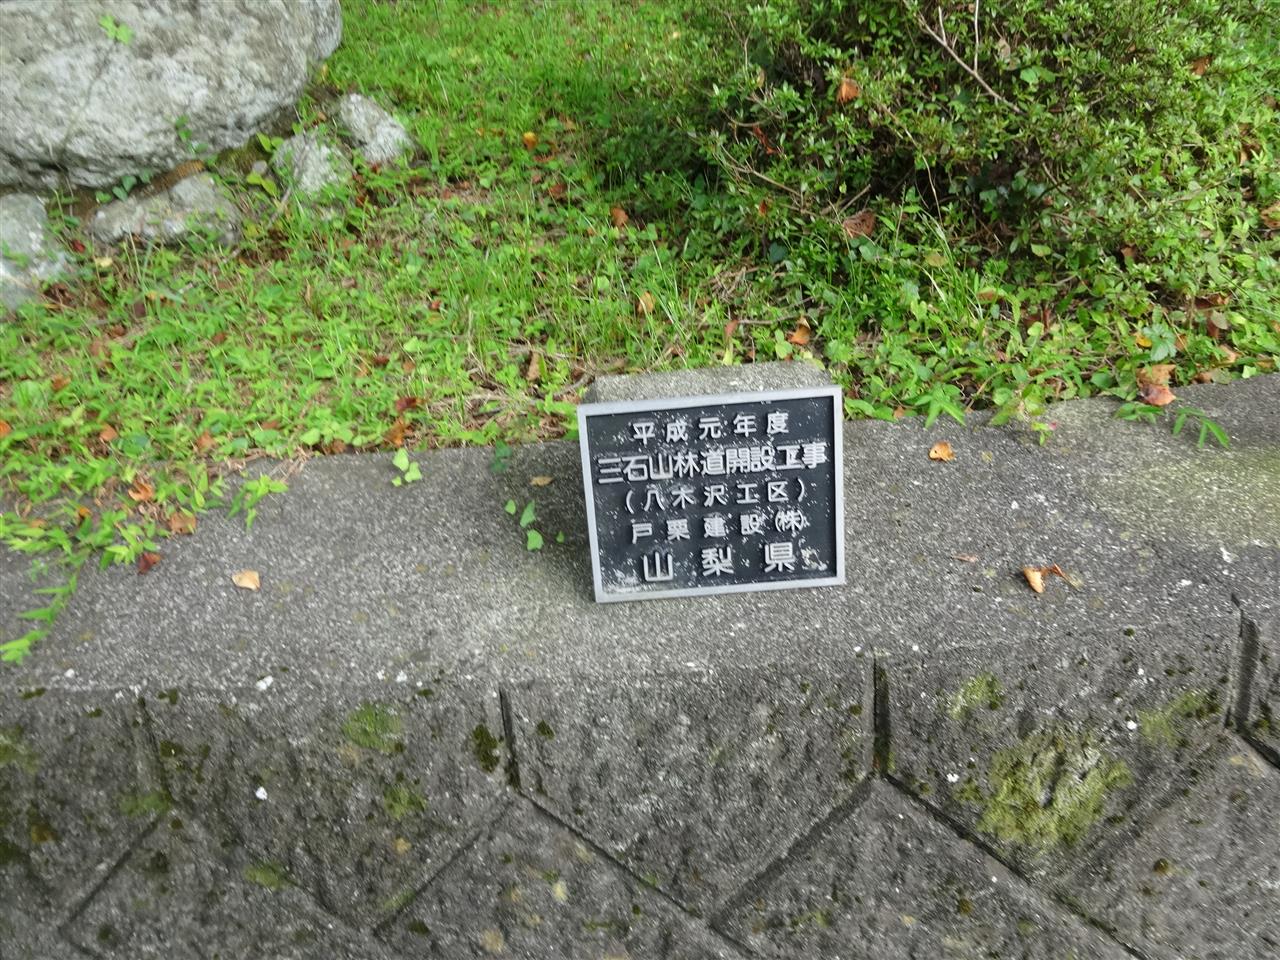 平成元年度
三石山林道開設工事
(八木沢工区)
戸栗建設(株)
山梨県